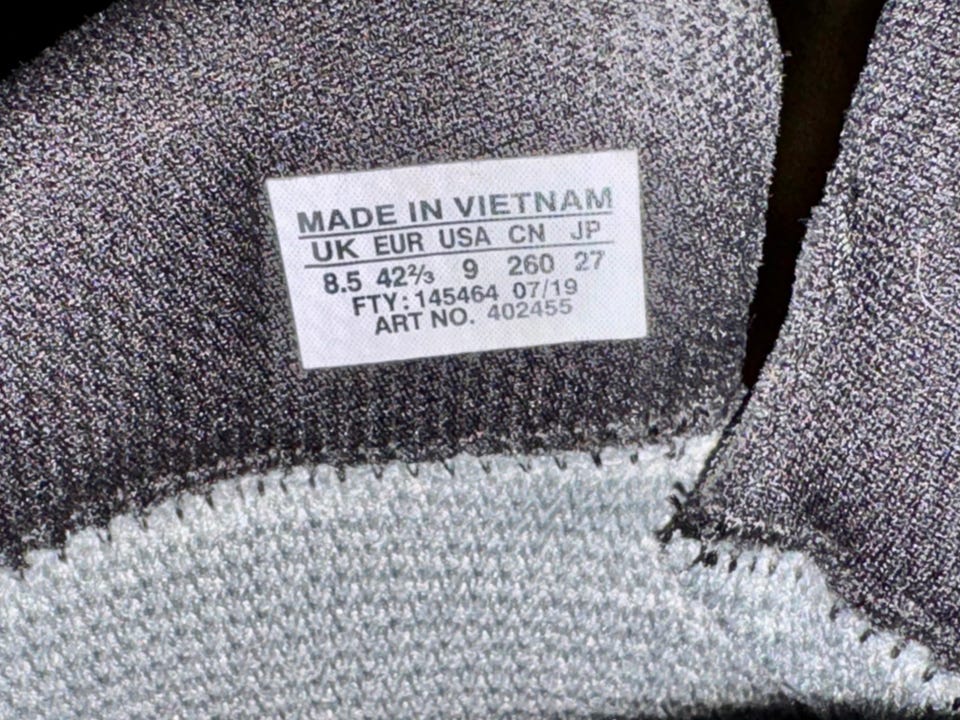 MADE IN VIETNAM
UK EUR USA CN JP
8.5 42⅔ 9 260 27
FTY: 145464 07/19
ART NO. 402455